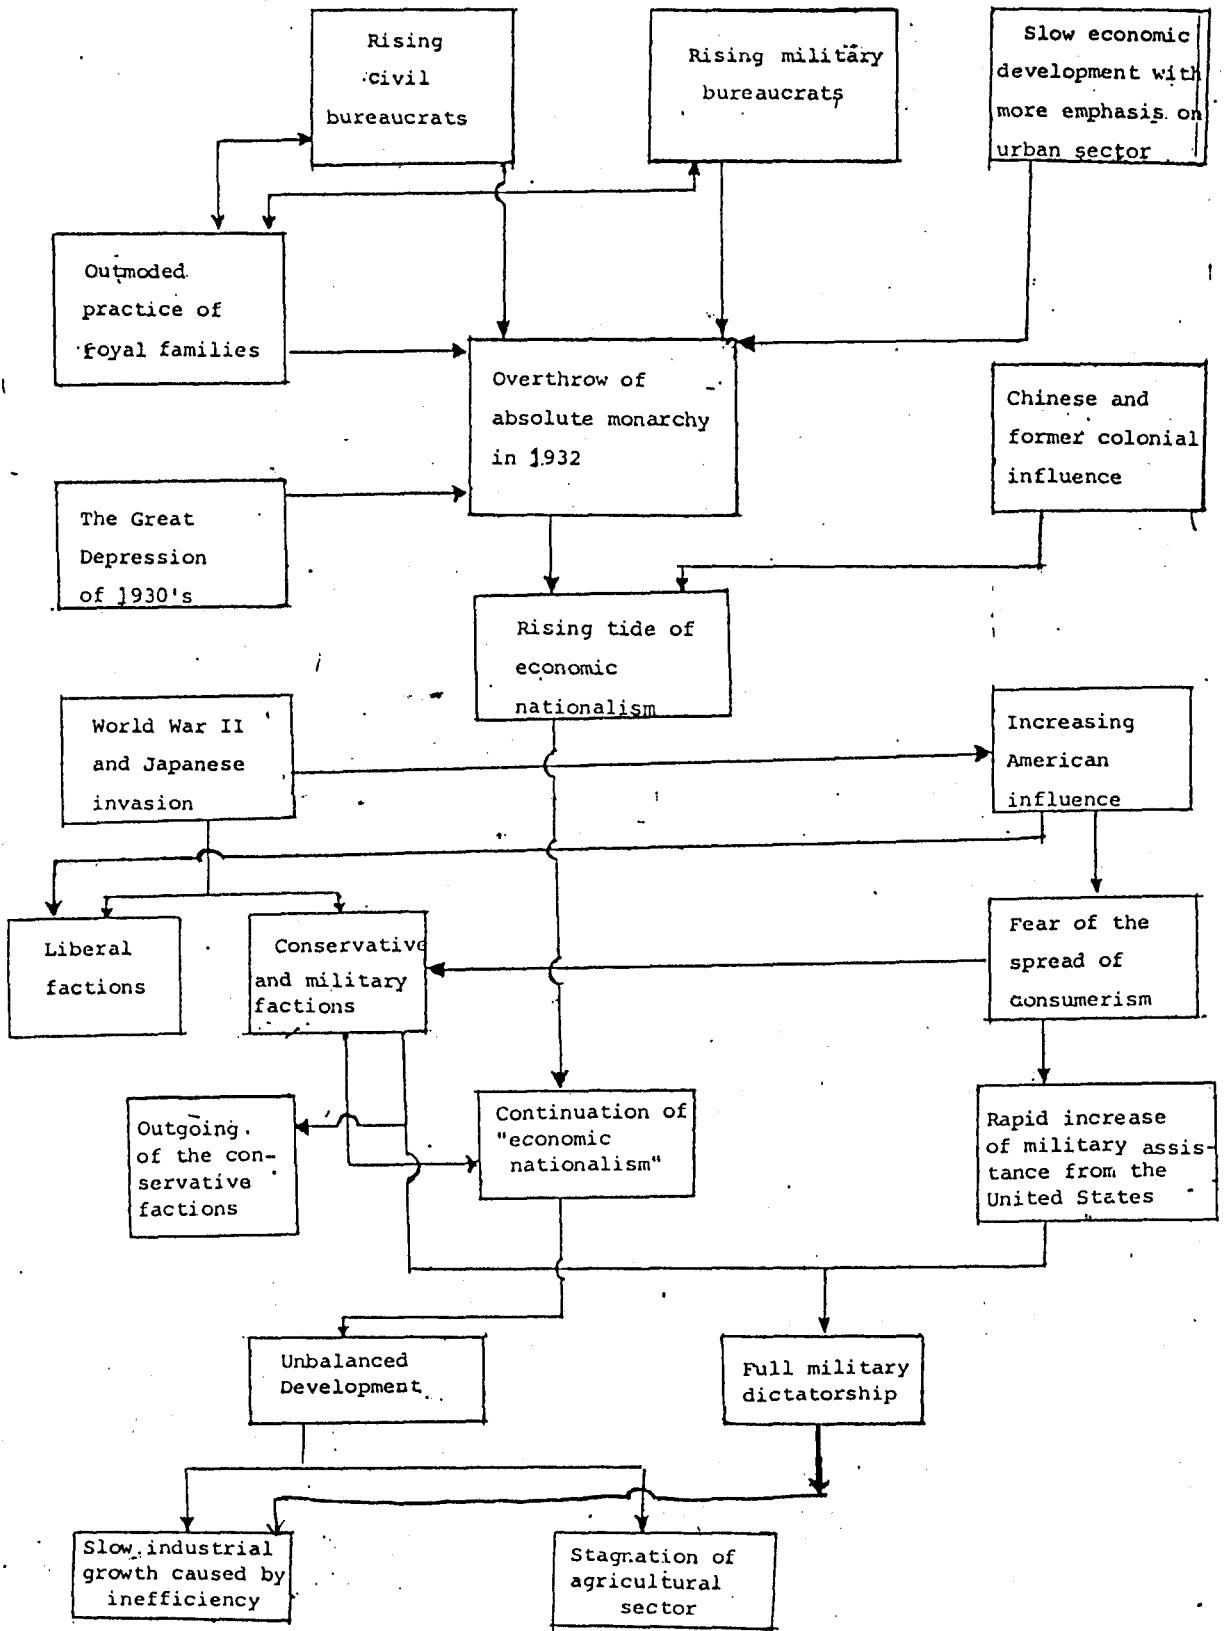 Rising
civil
bureaucrats
Rising military
bureaucrats
Slow economic
development with
more emphasis on
urban sector
Outmoded
practice of
royal families
Overthrow of
absolute monarchy
in 1932
Chinese and
former colonial
influence
The Great
Depression
of 1930's
Rising tide of
economic
nationalism
World War II
and Japanese
invasion
Increasing
American
influence
Liberal
factions
Conservative
and military
factions
Fear of the
spread of
consumerism
Outgoing
of the con-
servative
factions
Continuation of
"economic
nationalism"
Rapid increase
of military assis-
tance from the
United States
Unbalanced
Development
Full military
dictatorship
Slow industrial
growth caused by
inefficiency
Stagnation of
agricultural
sector